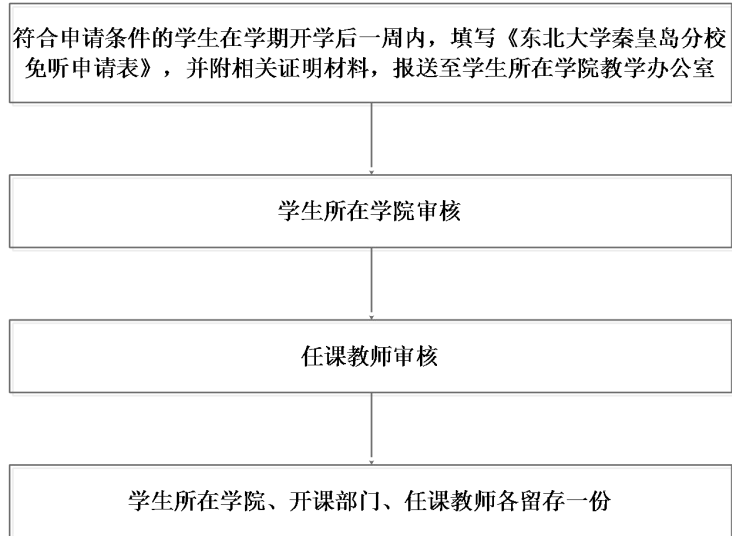 符合申请条件的学生在学期开学后一周内，填写《东北大学秦皇岛分校
免听申请表》，并附相关证明材料，报送至学生所在学院教学办公室
学生所在学院审核
任课教师审核
学生所在学院、开课部门、任课教师各留存一份